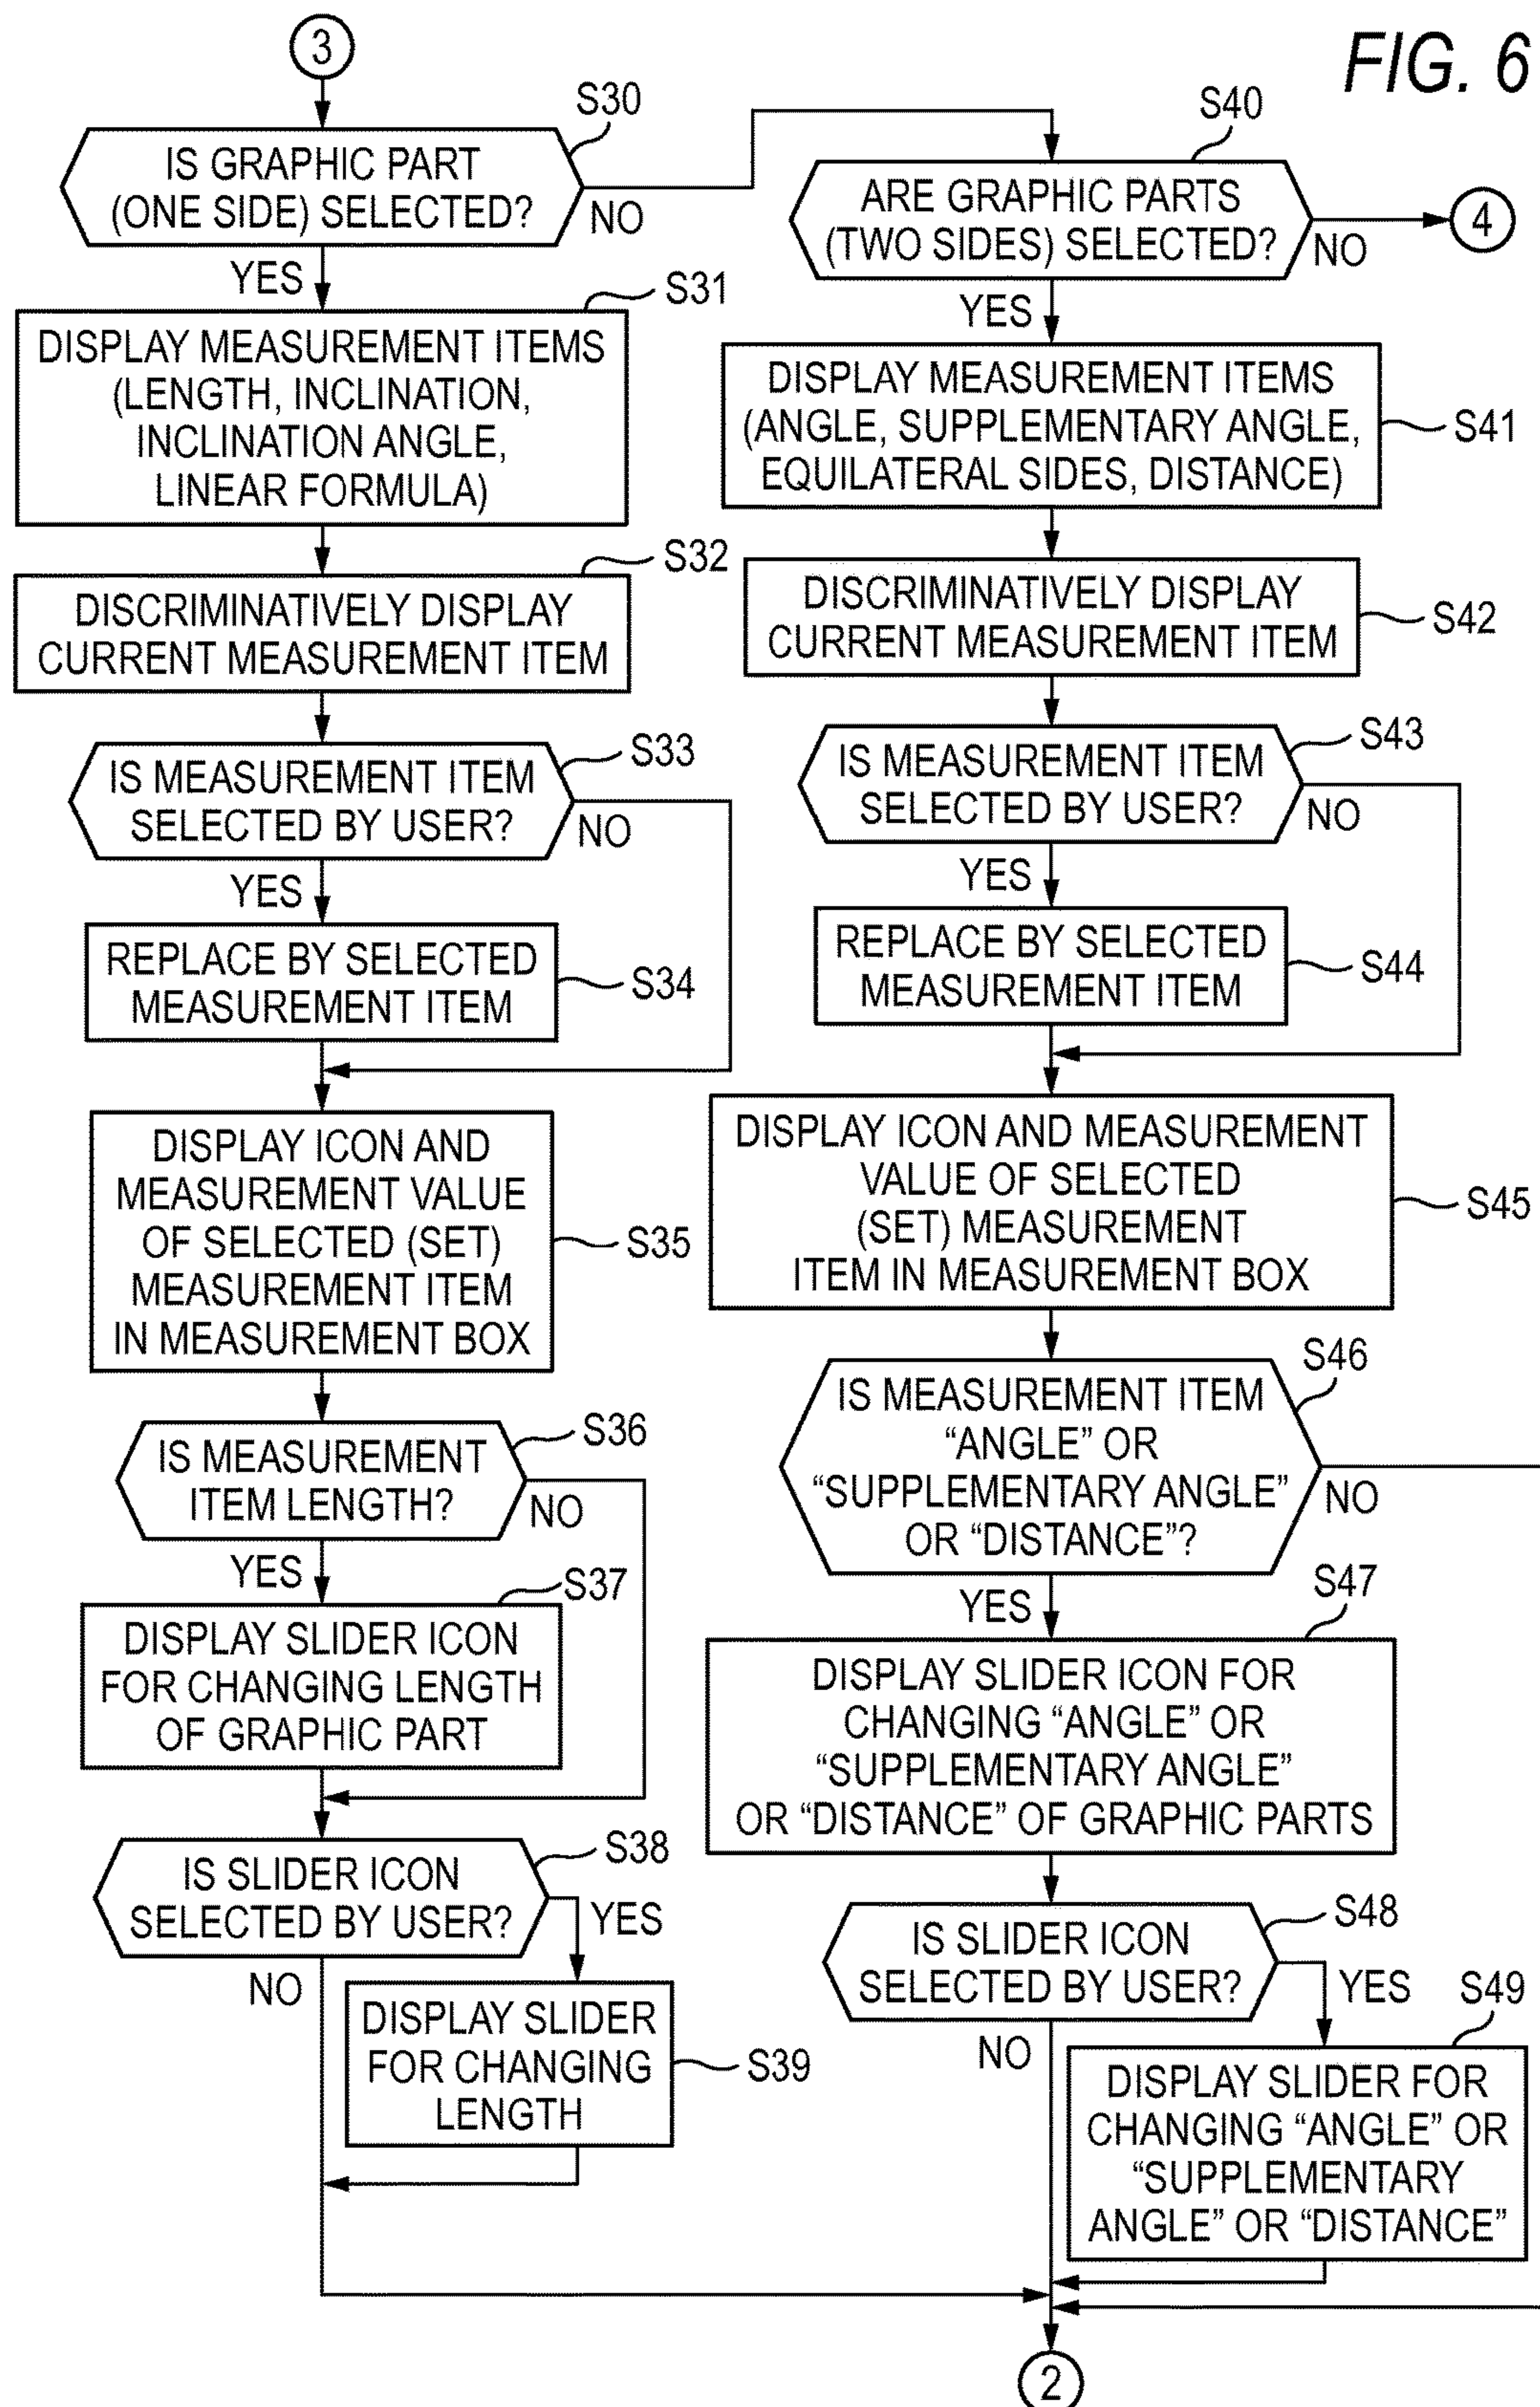 FIG. 6
3
S30
IS GRAPHIC PART
(ONE SIDE) SELECTED?
NO
YES
S31
DISPLAY MEASUREMENT ITEMS
(LENGTH, INCLINATION,
INCLINATION ANGLE,
LINEAR FORMULA)
S32
DISCRIMINATIVELY DISPLAY
CURRENT MEASUREMENT ITEM
S33
IS MEASUREMENT ITEM
SELECTED BY USER?
NO
YES
REPLACE BY SELECTED
MEASUREMENT ITEM
S34
DISPLAY ICON AND
MEASUREMENT VALUE
OF SELECTED (SET)
MEASUREMENT ITEM
IN MEASUREMENT BOX
S35
S36
IS MEASUREMENT
ITEM LENGTH?
NO
YES
S37
DISPLAY SLIDER ICON
FOR CHANGING LENGTH
OF GRAPHIC PART
S38
IS SLIDER ICON
SELECTED BY USER?
YES
NO
DISPLAY SLIDER
FOR CHANGING
LENGTH
S39
S40
ARE GRAPHIC PARTS
(TWO SIDES) SELECTED?
NO
4
YES
DISPLAY MEASUREMENT ITEMS
(ANGLE, SUPPLEMENTARY ANGLE,
EQUILATERAL SIDES, DISTANCE)
S41
DISCRIMINATIVELY DISPLAY
CURRENT MEASUREMENT ITEM
S42
S43
IS MEASUREMENT ITEM
SELECTED BY USER?
NO
YES
REPLACE BY SELECTED
MEASUREMENT ITEM
S44
DISPLAY ICON AND MEASUREMENT
VALUE OF SELECTED
(SET) MEASUREMENT
ITEM IN MEASUREMENT BOX
S45
S46
IS MEASUREMENT ITEM
“ANGLE” OR
“SUPPLEMENTARY ANGLE”
OR “DISTANCE”?
NO
YES
S47
DISPLAY SLIDER ICON FOR
CHANGING “ANGLE” OR
“SUPPLEMENTARY ANGLE”
OR “DISTANCE” OF GRAPHIC PARTS
S48
IS SLIDER ICON
SELECTED BY USER?
YES
NO
S49
DISPLAY SLIDER FOR
CHANGING “ANGLE” OR
“SUPPLEMENTARY
ANGLE” OR “DISTANCE”
2